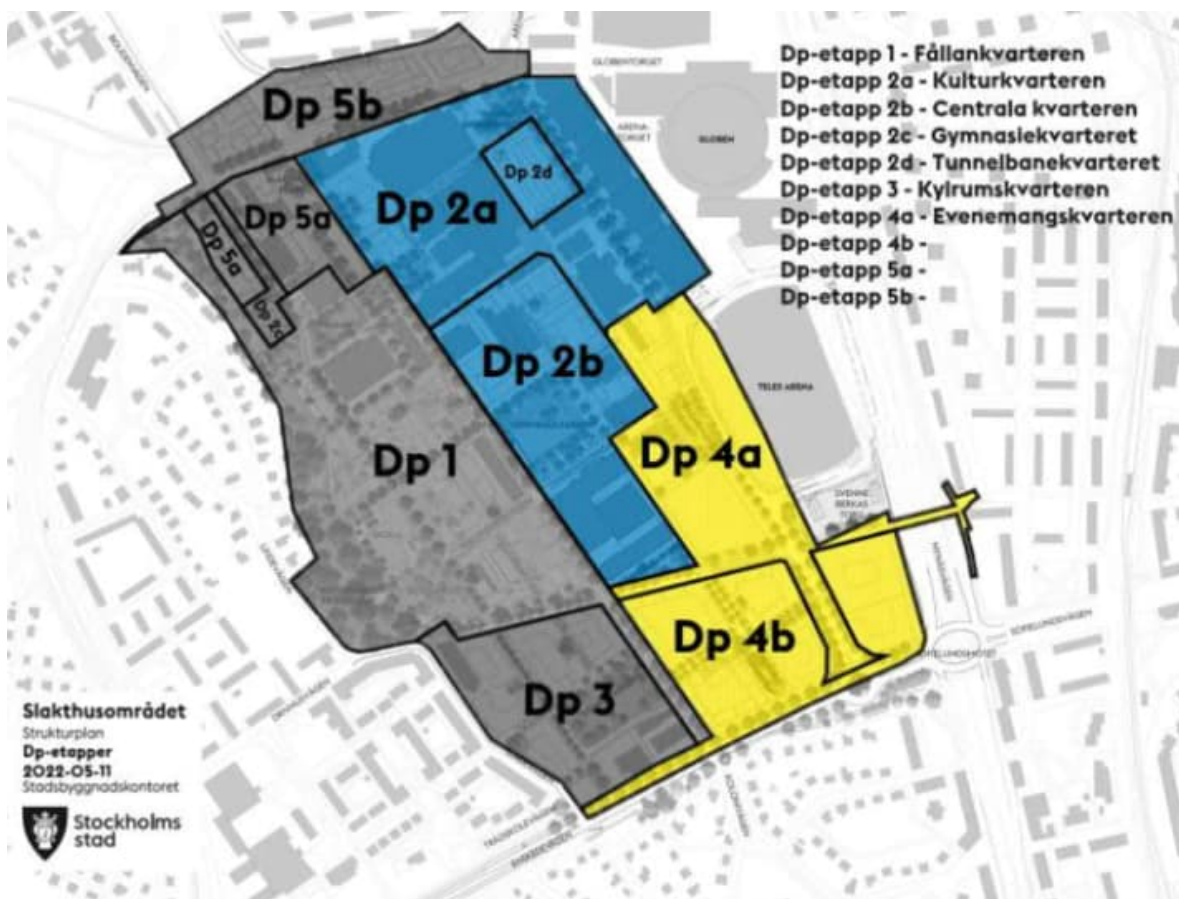 Dp-etapp 1 - Fållankvarteren
Dp-etapp 2a - Kulturkvarteren
Dp-etapp 2b - Centrala kvarteren
Dp-etapp 2c - Gymnasiekvarteret
Dp-etapp 2d - Tunnelbanekvarteret
Dp-etapp 3 - Kylrumskvarteren
Dp-etapp 4a - Evenemangskvarteren
Dp-etapp 4b -
Dp-etapp 5a -
Dp-etapp 5b -
GLOBENTORGET
GLOBEN
Dp 5b
Dp 2d
Dp 5a
Dp 2a
Dp 5a
Dp 2c
Dp 2b
TELE2 ARENA
Dp 1
Dp 4a
Dp 4b
SOFIELUNDSVÄGEN
Dp 3
Slakthusområdet
Strukturplan
Dp-etapper
2022-05-11
Stadsbyggnadskontoret
Stockholms
stad